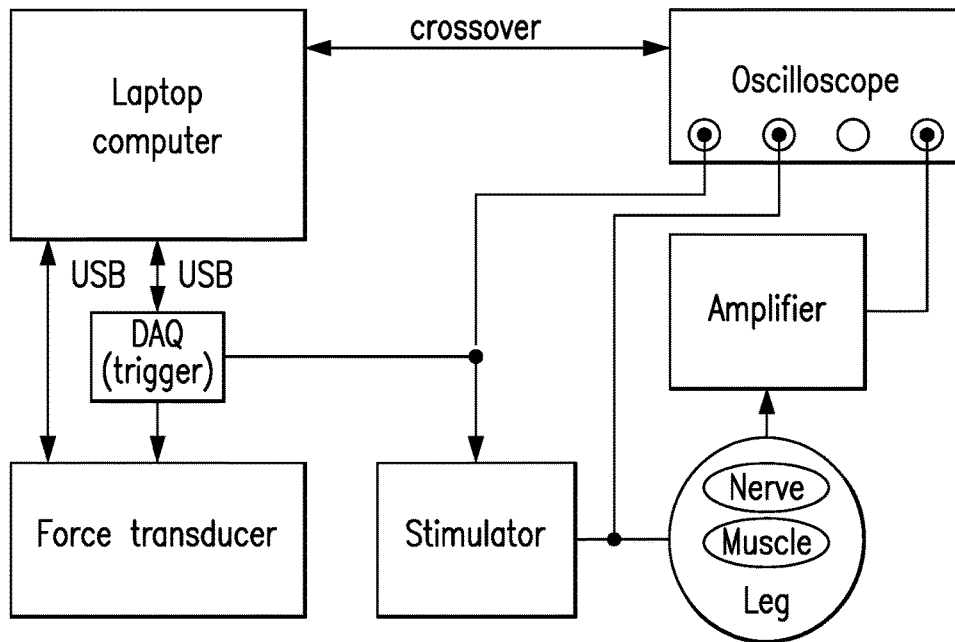 crossover
Laptop
computer
Oscilloscope
USB
USB
Amplifier
DAQ
(trigger)
Force transducer
Stimulator
Nerve
Muscle
Leg